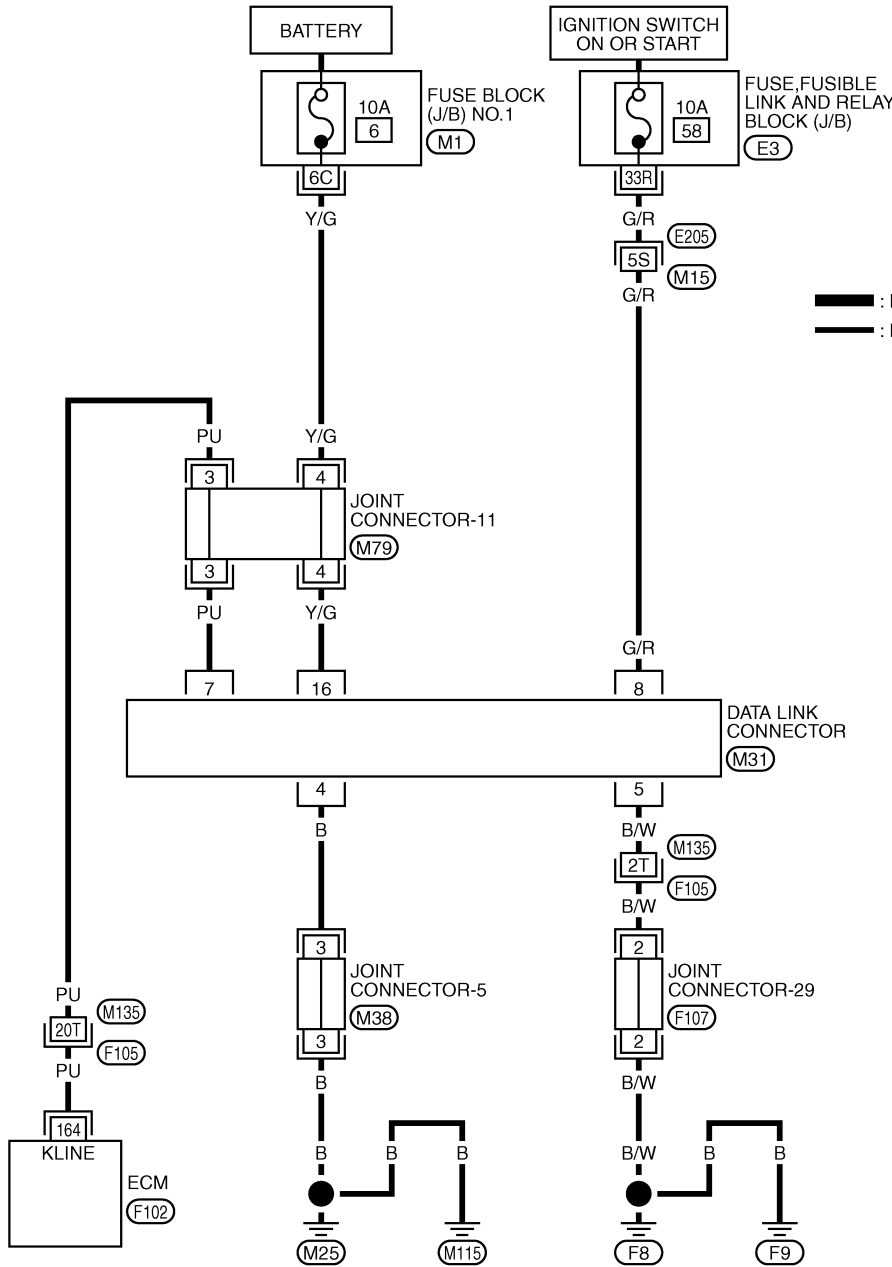 BATTERY
IGNITION SWITCH
ON OR START
10A
6
FUSE BLOCK
(J/B) NO.1
M1
10A
58
FUSE,FUSIBLE
LINK AND RELAY
BLOCK (J/B)
E3
6C
33R
Y/G
G/R
E205
5S
M15
G/R
:
:
PU
Y/G
3
4
JOINT
CONNECTOR-11
M79
3
4
PU
Y/G
G/R
7
16
8
DATA LINK
CONNECTOR
M31
4
5
B
B/W
M135
2T
F105
B/W
3
2
JOINT
CONNECTOR-5
M38
JOINT
CONNECTOR-29
F107
3
2
PU
M135
20T
F105
PU
B
B/W
164
KLINE
ECM
F102
B
B
B
B/W
B
B
M25
M115
F8
F9